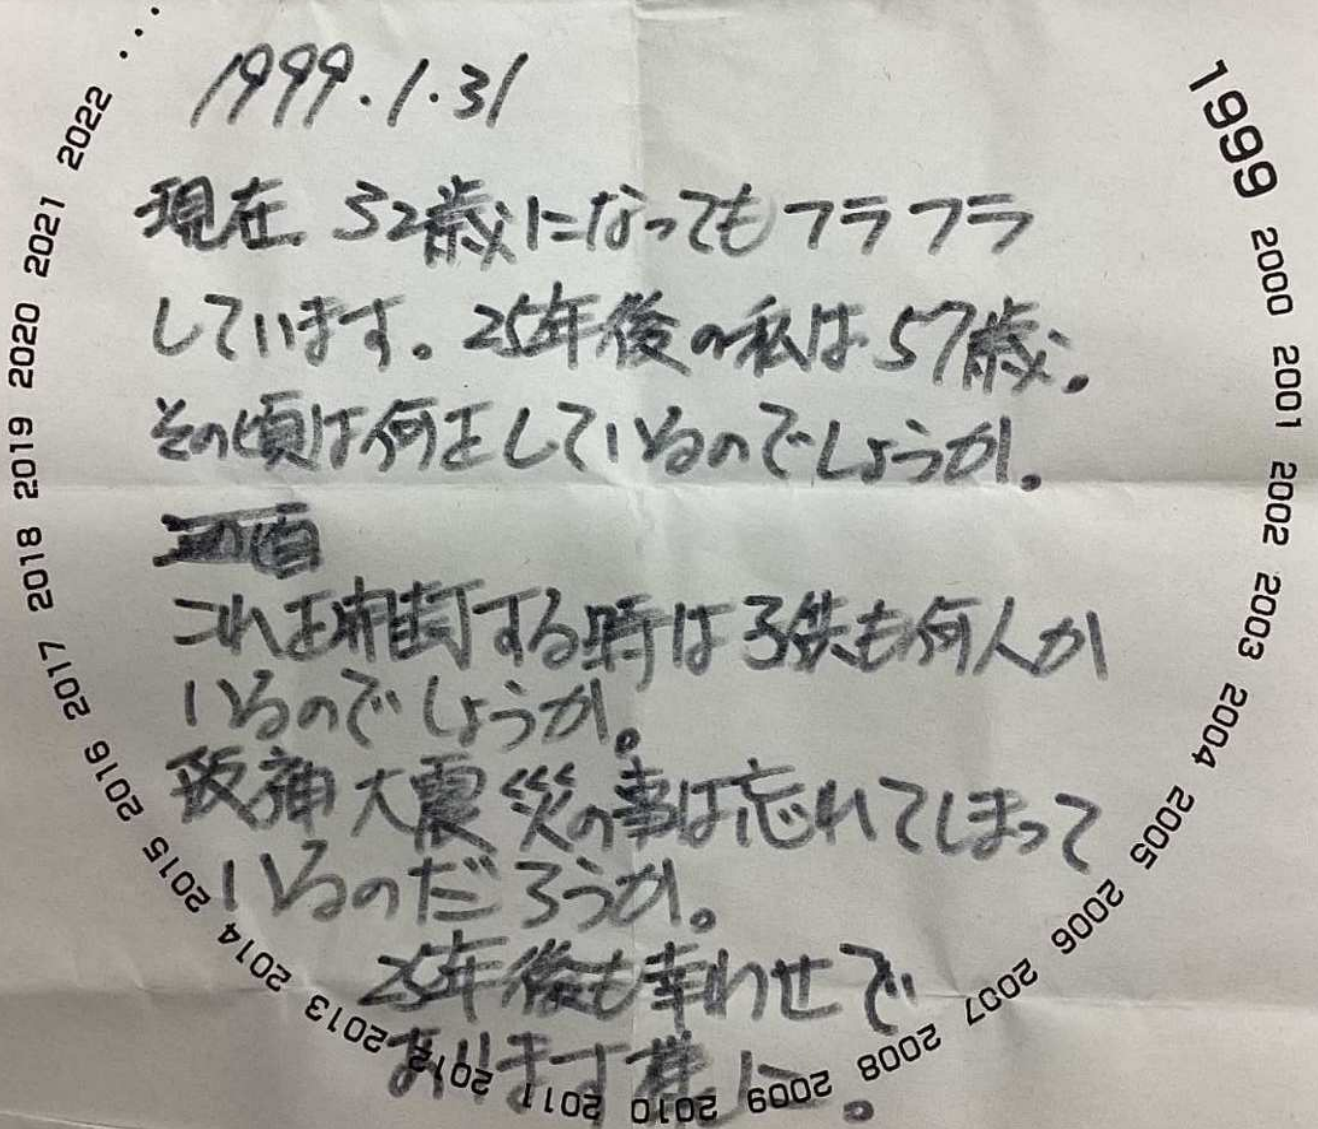 1999.1.31
現在、32歳になってもフラフラ
しています。25年後の私は57歳。
その頃は何をしているのでしょうか。
これを開封する時は子供も何人か
いるのでしょうか。
阪神大震災の事は忘れてしまって
いるのだろうか。
25年後も幸わせで
あります様に。
1999 2000 2001 2002 2003 2004 2005 2006 2007 2008 2009 2010 2011 2012 2013 2014 2015 2016 2017 2018 2019 2020 2021 2022 ...